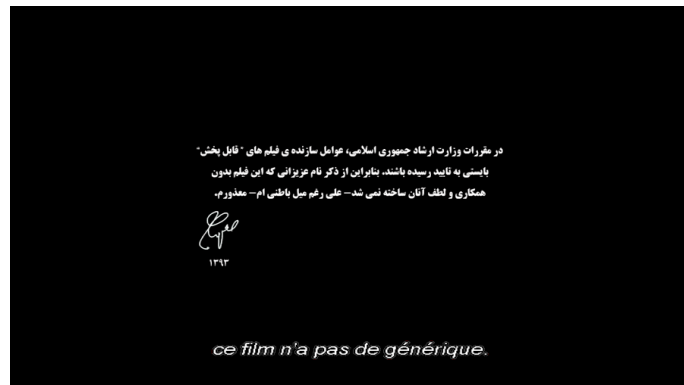 در مقررات وزارت ارشاد جمهوری اسلامی، عوامل سازنده ی فیلم های " قابل پخش"
بایستی به تایید رسیده باشند. بنابراین از ذکر نام عزیزانی که این فیلم بدون
همکاری و لطف آنان ساخته نمی شد– علی رغم میل باطنی ام– معذورم.
۱۳۹۳
ce film n'a pas de générique.